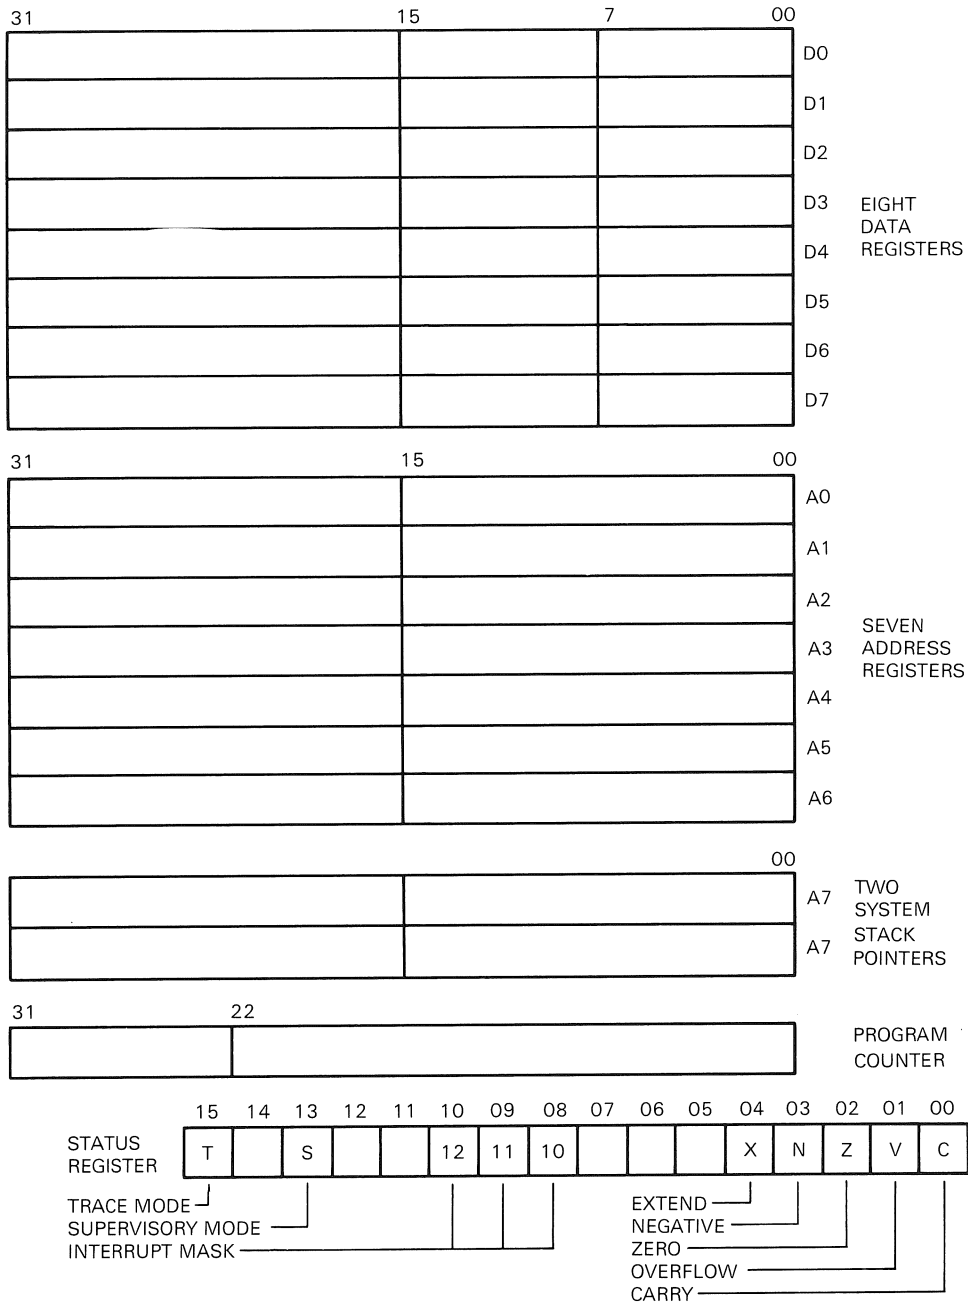 31 15 7 00
D0
D1
D2
D3
D4
D5
D6
D7
EIGHT
DATA
REGISTERS
31 15 00
A0
A1
A2
A3
A4
A5
A6
SEVEN
ADDRESS
REGISTERS
00
A7
A7
TWO
SYSTEM
STACK
POINTERS
31 22
PROGRAM
COUNTER
15 14 13 12 11 10 09 08 07 06 05 04 03 02 01 00
STATUS
REGISTER
T S 12 11 10 X N Z V C
TRACE MODE
SUPERVISORY MODE
INTERRUPT MASK
EXTEND
NEGATIVE
ZERO
OVERFLOW
CARRY